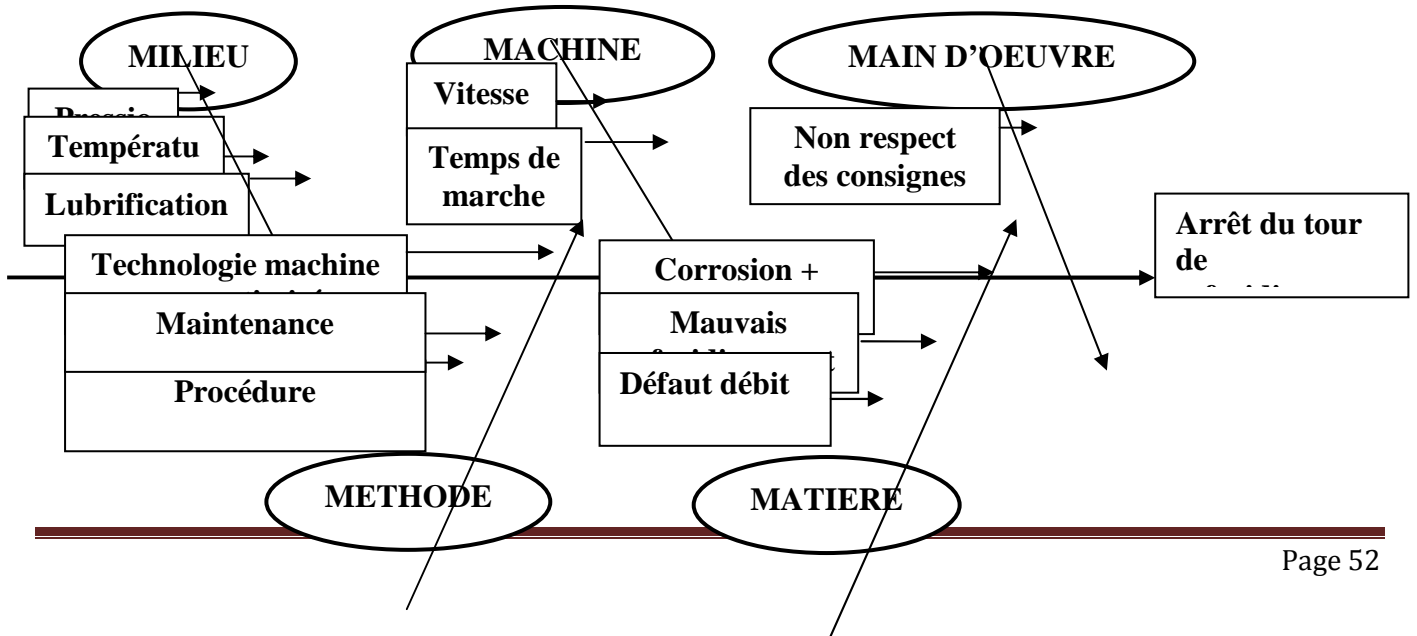 MILIEU
MACHINE
MAIN D'OEUVRE
Pressio
Températu
Lubrification
Vitesse
Temps de
marche
Non respect
des consignes
Arrêt du tour
de
Technologie machine
Maintenance
Procédure
Corrosion +
Mauvais
Défaut débit
METHODE
MATIERE
Page 52